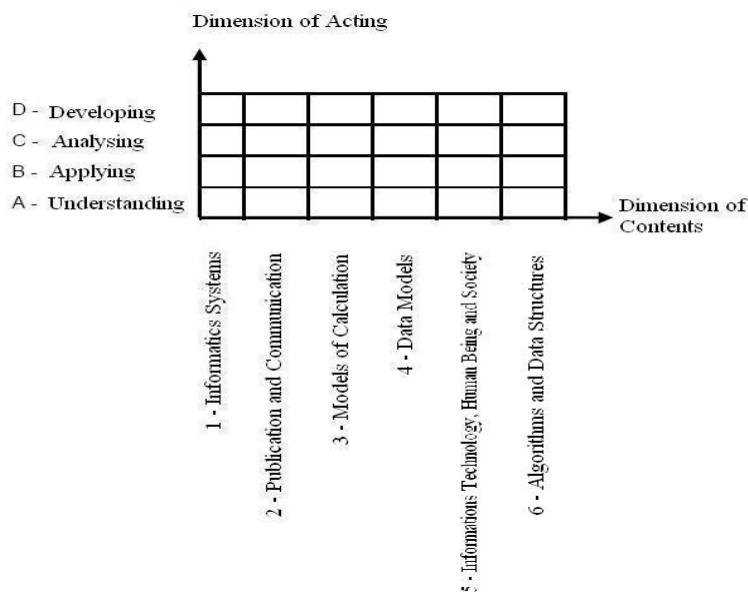 Dimension of Acting
D - Developing
C - Analysing
B - Applying
A - Understanding
Dimension of
Contents
1 - Informatics Systems
2 - Publication and Communication
3 - Models of Calculation
4 - Data Models
5 - Informations Technology, Human Being and Society
6 - Algorithms and Data Structures